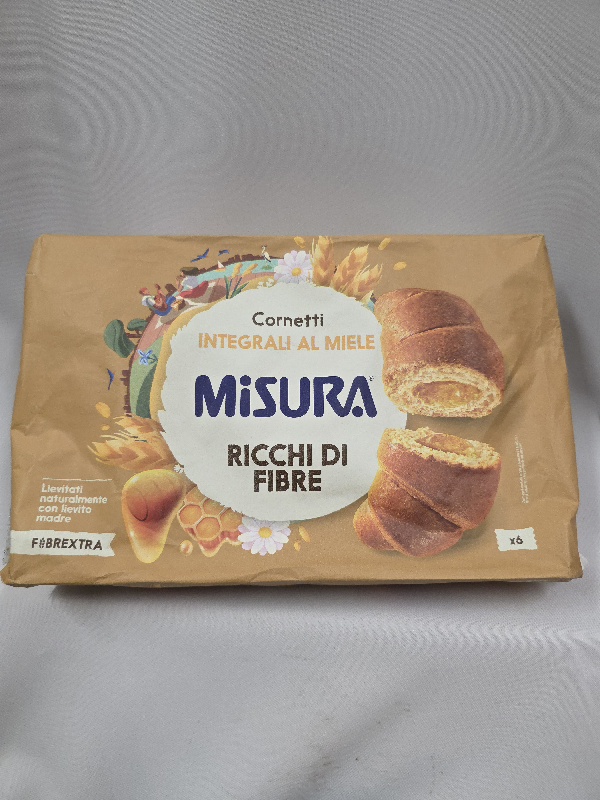 Cornetti
INTEGRALI AL MIELE
MiSURA
RICCHI DI
FIBRE
Lievitati
naturalmente
con lievito
madre
FIBREXTRA
x6